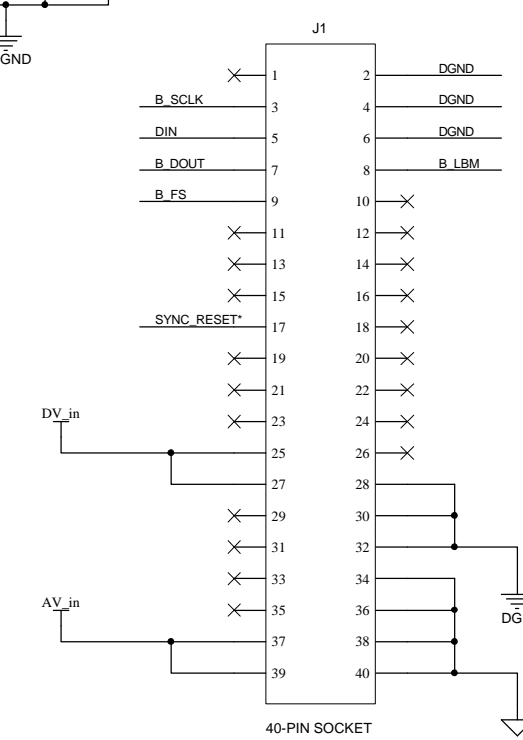 GND
J1
1 2 DGND
B_SCLK 3 4 DGND
DIN 5 6 DGND
B_DOUT 7 8 B_LBM
B_FS 9 10
11 12
13 14
15 16
SYNC_RESET* 17 18
19 20
21 22
23 24
DV_in
25 26
27 28
29 30
31 32
33 34
DG
AV_in
35 36
37 38
39 40
40-PIN SOCKET